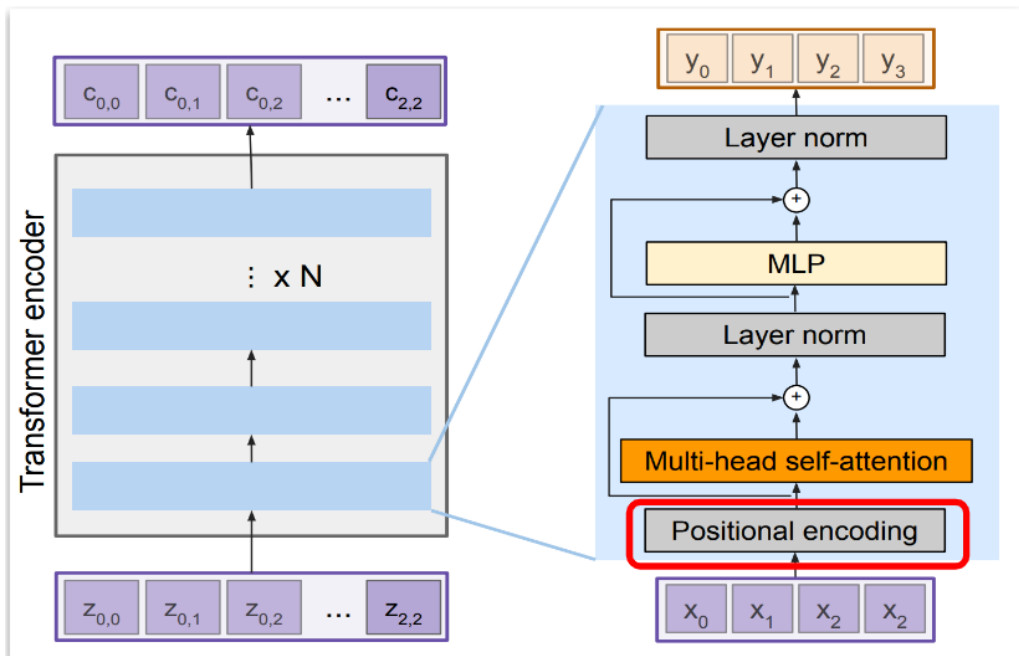 c0,0 c0,1 c0,2 ... c2,2
Transformer encoder
⋮ x N
z0,0 z0,1 z0,2 ... z2,2
y0 y1 y2 y3
Layer norm
+
MLP
Layer norm
+
Multi-head self-attention
Positional encoding
x0 x1 x2 x2